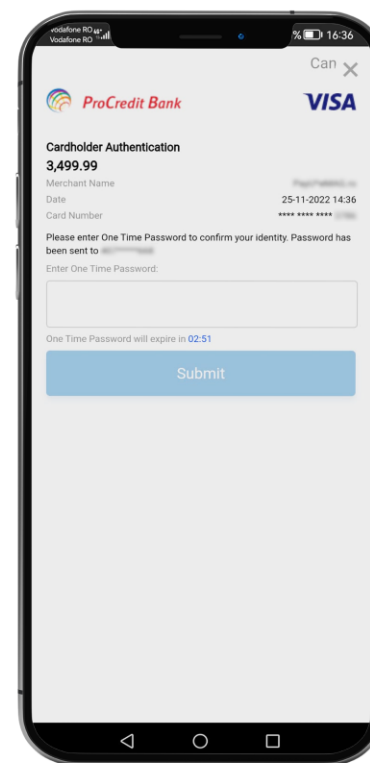 Vodafone RO
Vodafone RO
% 16:36
Can
ProCredit Bank
VISA
Cardholder Authentication
3,499.99
Merchant Name
Date 25-11-2022 14:36
Card Number **** **** ****
Please enter One Time Password to confirm your identity. Password has
been sent to
Enter One Time Password:
One Time Password will expire in 02:51
Submit